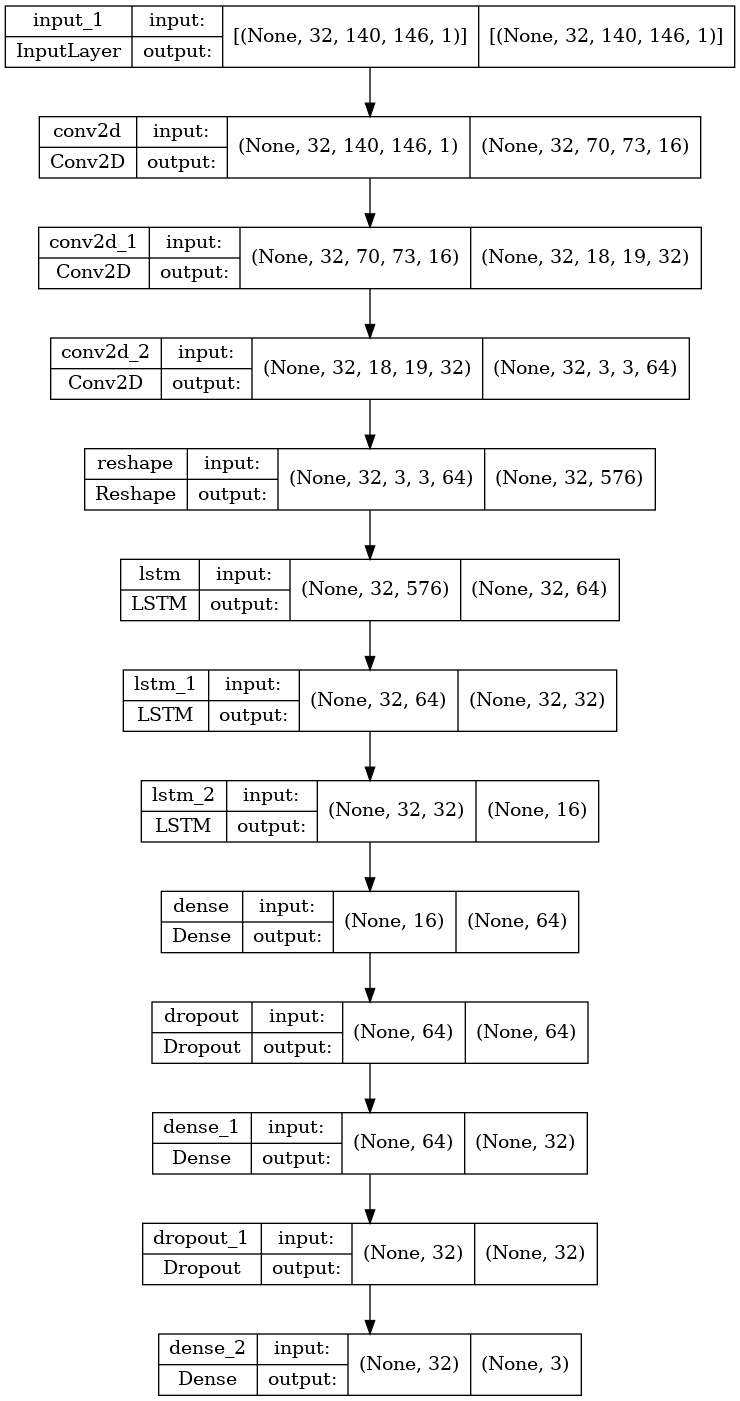 input_1 input: [(None, 32, 140, 146, 1)] [(None, 32, 140, 146, 1)]
InputLayer output:
conv2d input: (None, 32, 140, 146, 1) (None, 32, 70, 73, 16)
Conv2D output:
conv2d_1 input: (None, 32, 70, 73, 16) (None, 32, 18, 19, 32)
Conv2D output:
conv2d_2 input: (None, 32, 18, 19, 32) (None, 32, 3, 3, 64)
Conv2D output:
reshape input: (None, 32, 3, 3, 64) (None, 32, 576)
Reshape output:
lstm input: (None, 32, 576) (None, 32, 64)
LSTM output:
lstm_1 input: (None, 32, 64) (None, 32, 32)
LSTM output:
lstm_2 input: (None, 32, 32) (None, 16)
LSTM output:
dense input: (None, 16) (None, 64)
Dense output:
dropout input: (None, 64) (None, 64)
Dropout output:
dense_1 input: (None, 64) (None, 32)
Dense output:
dropout_1 input: (None, 32) (None, 32)
Dropout output:
dense_2 input: (None, 32) (None, 3)
Dense output: